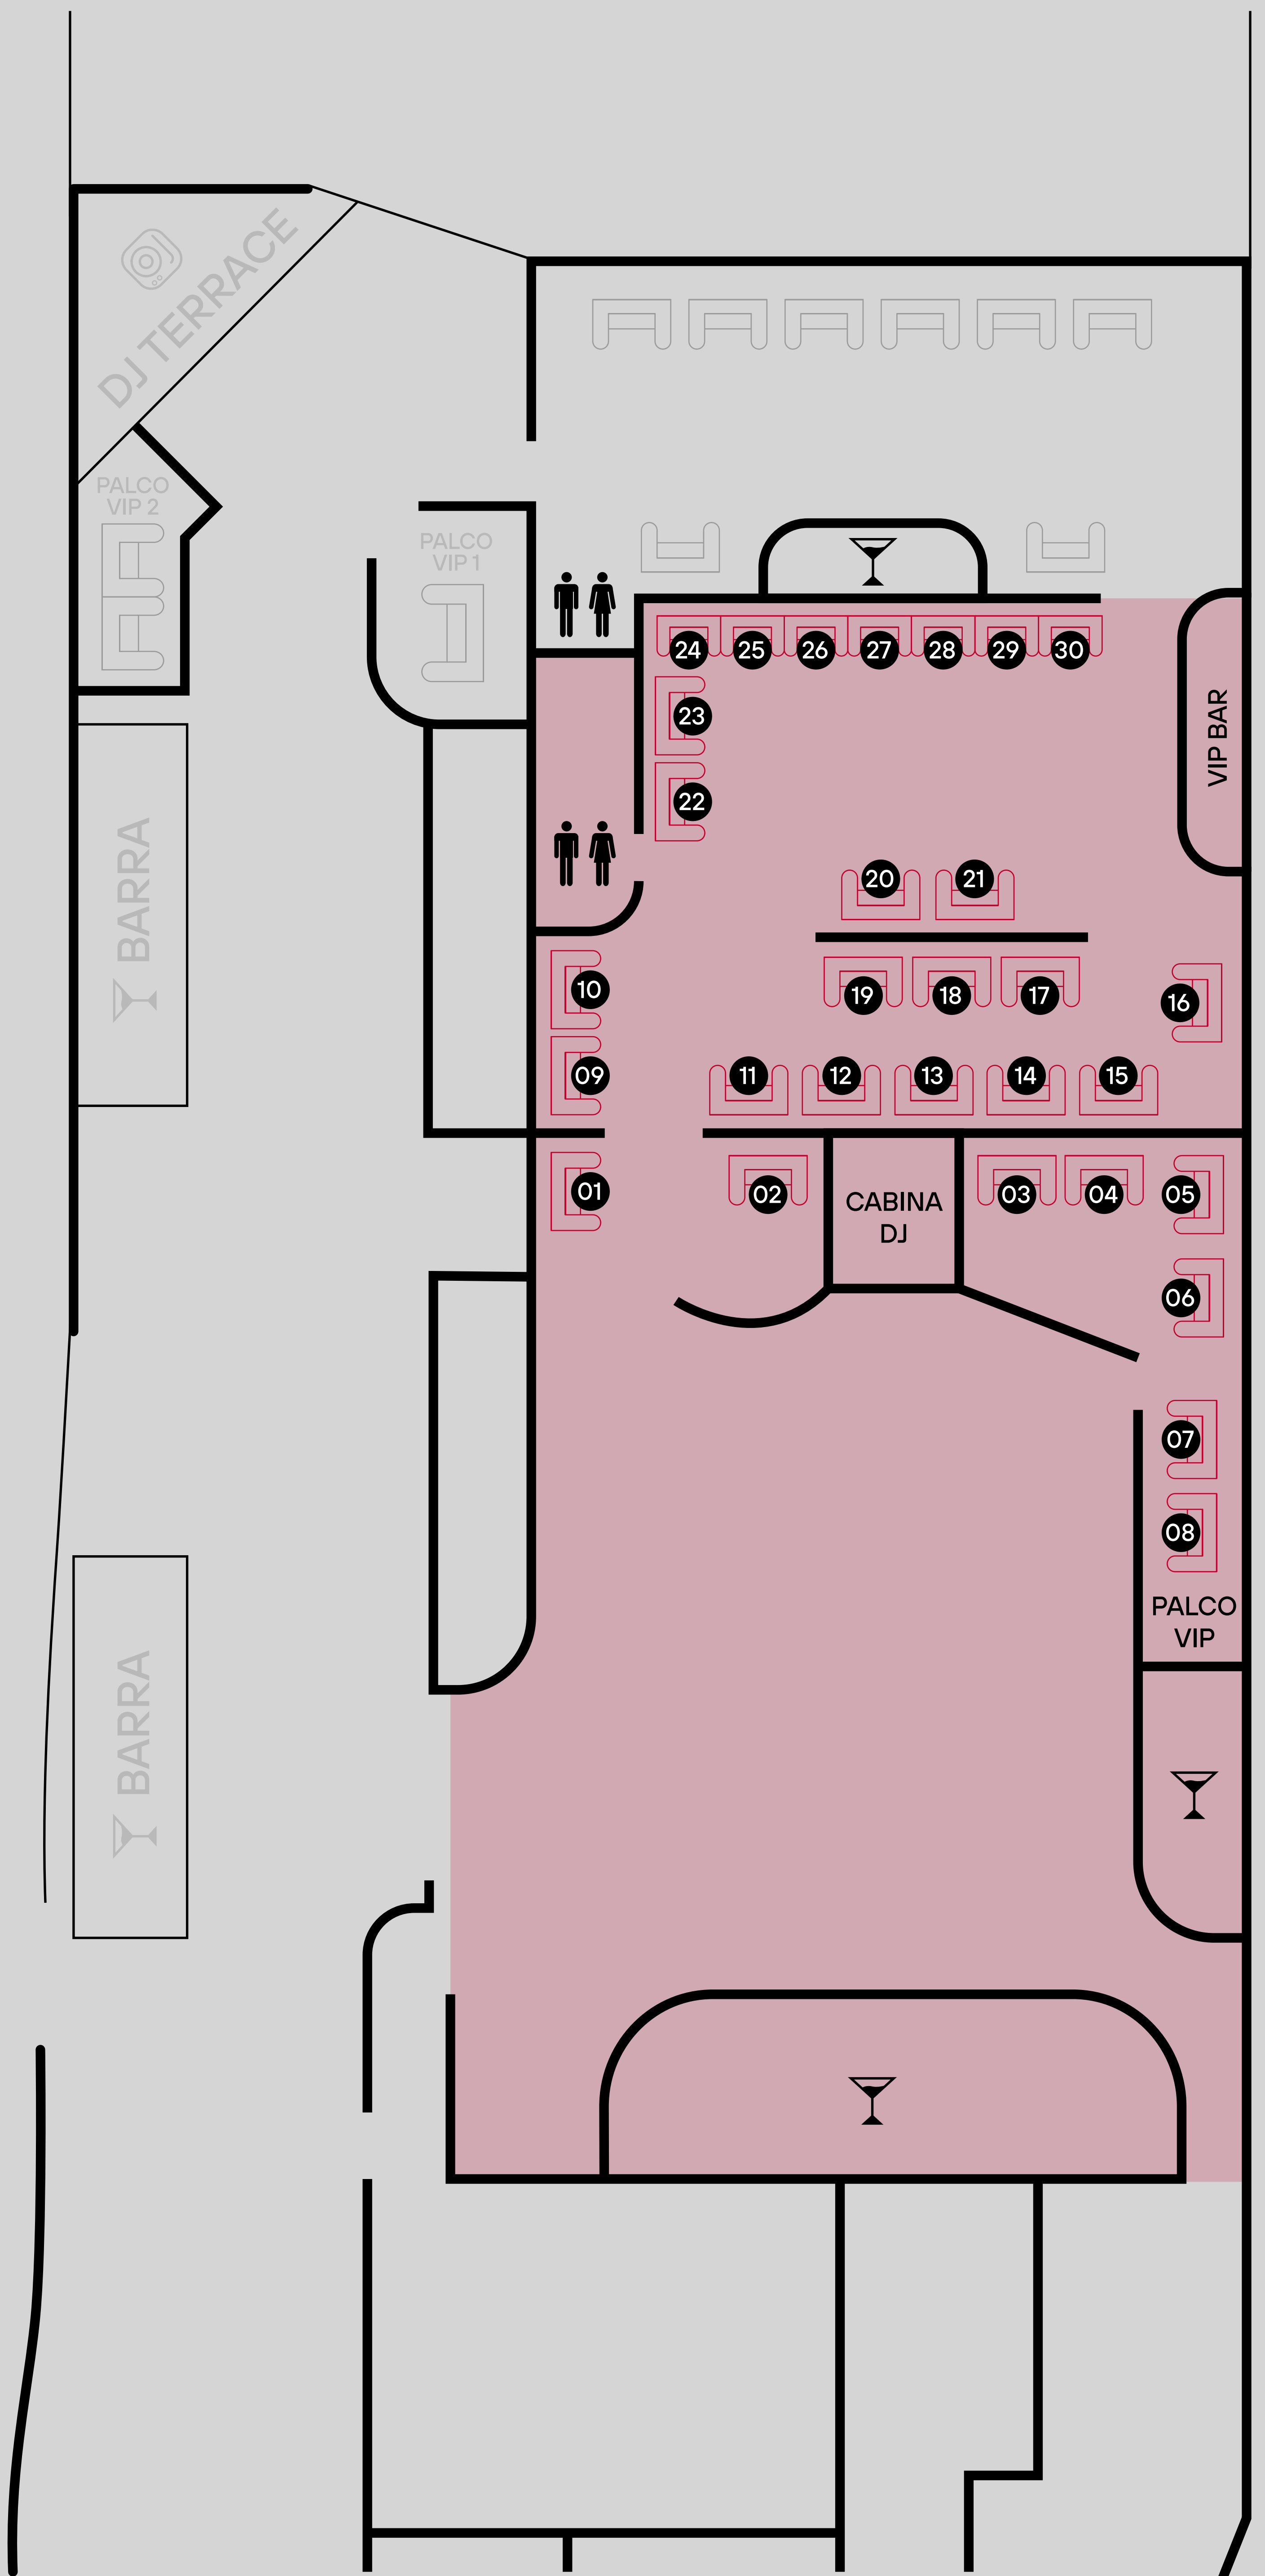 DJ TERRACE
PALCO
VIP 2
PALCO
VIP 1
24 25 26 27 28 29 30
23
22
VIP BAR
BARRA
20 21
10
19 18 17
16
09
11 12 13 14 15
01
02
CABINA
DJ
03 04 05
06
07
08
PALCO
VIP
BARRA